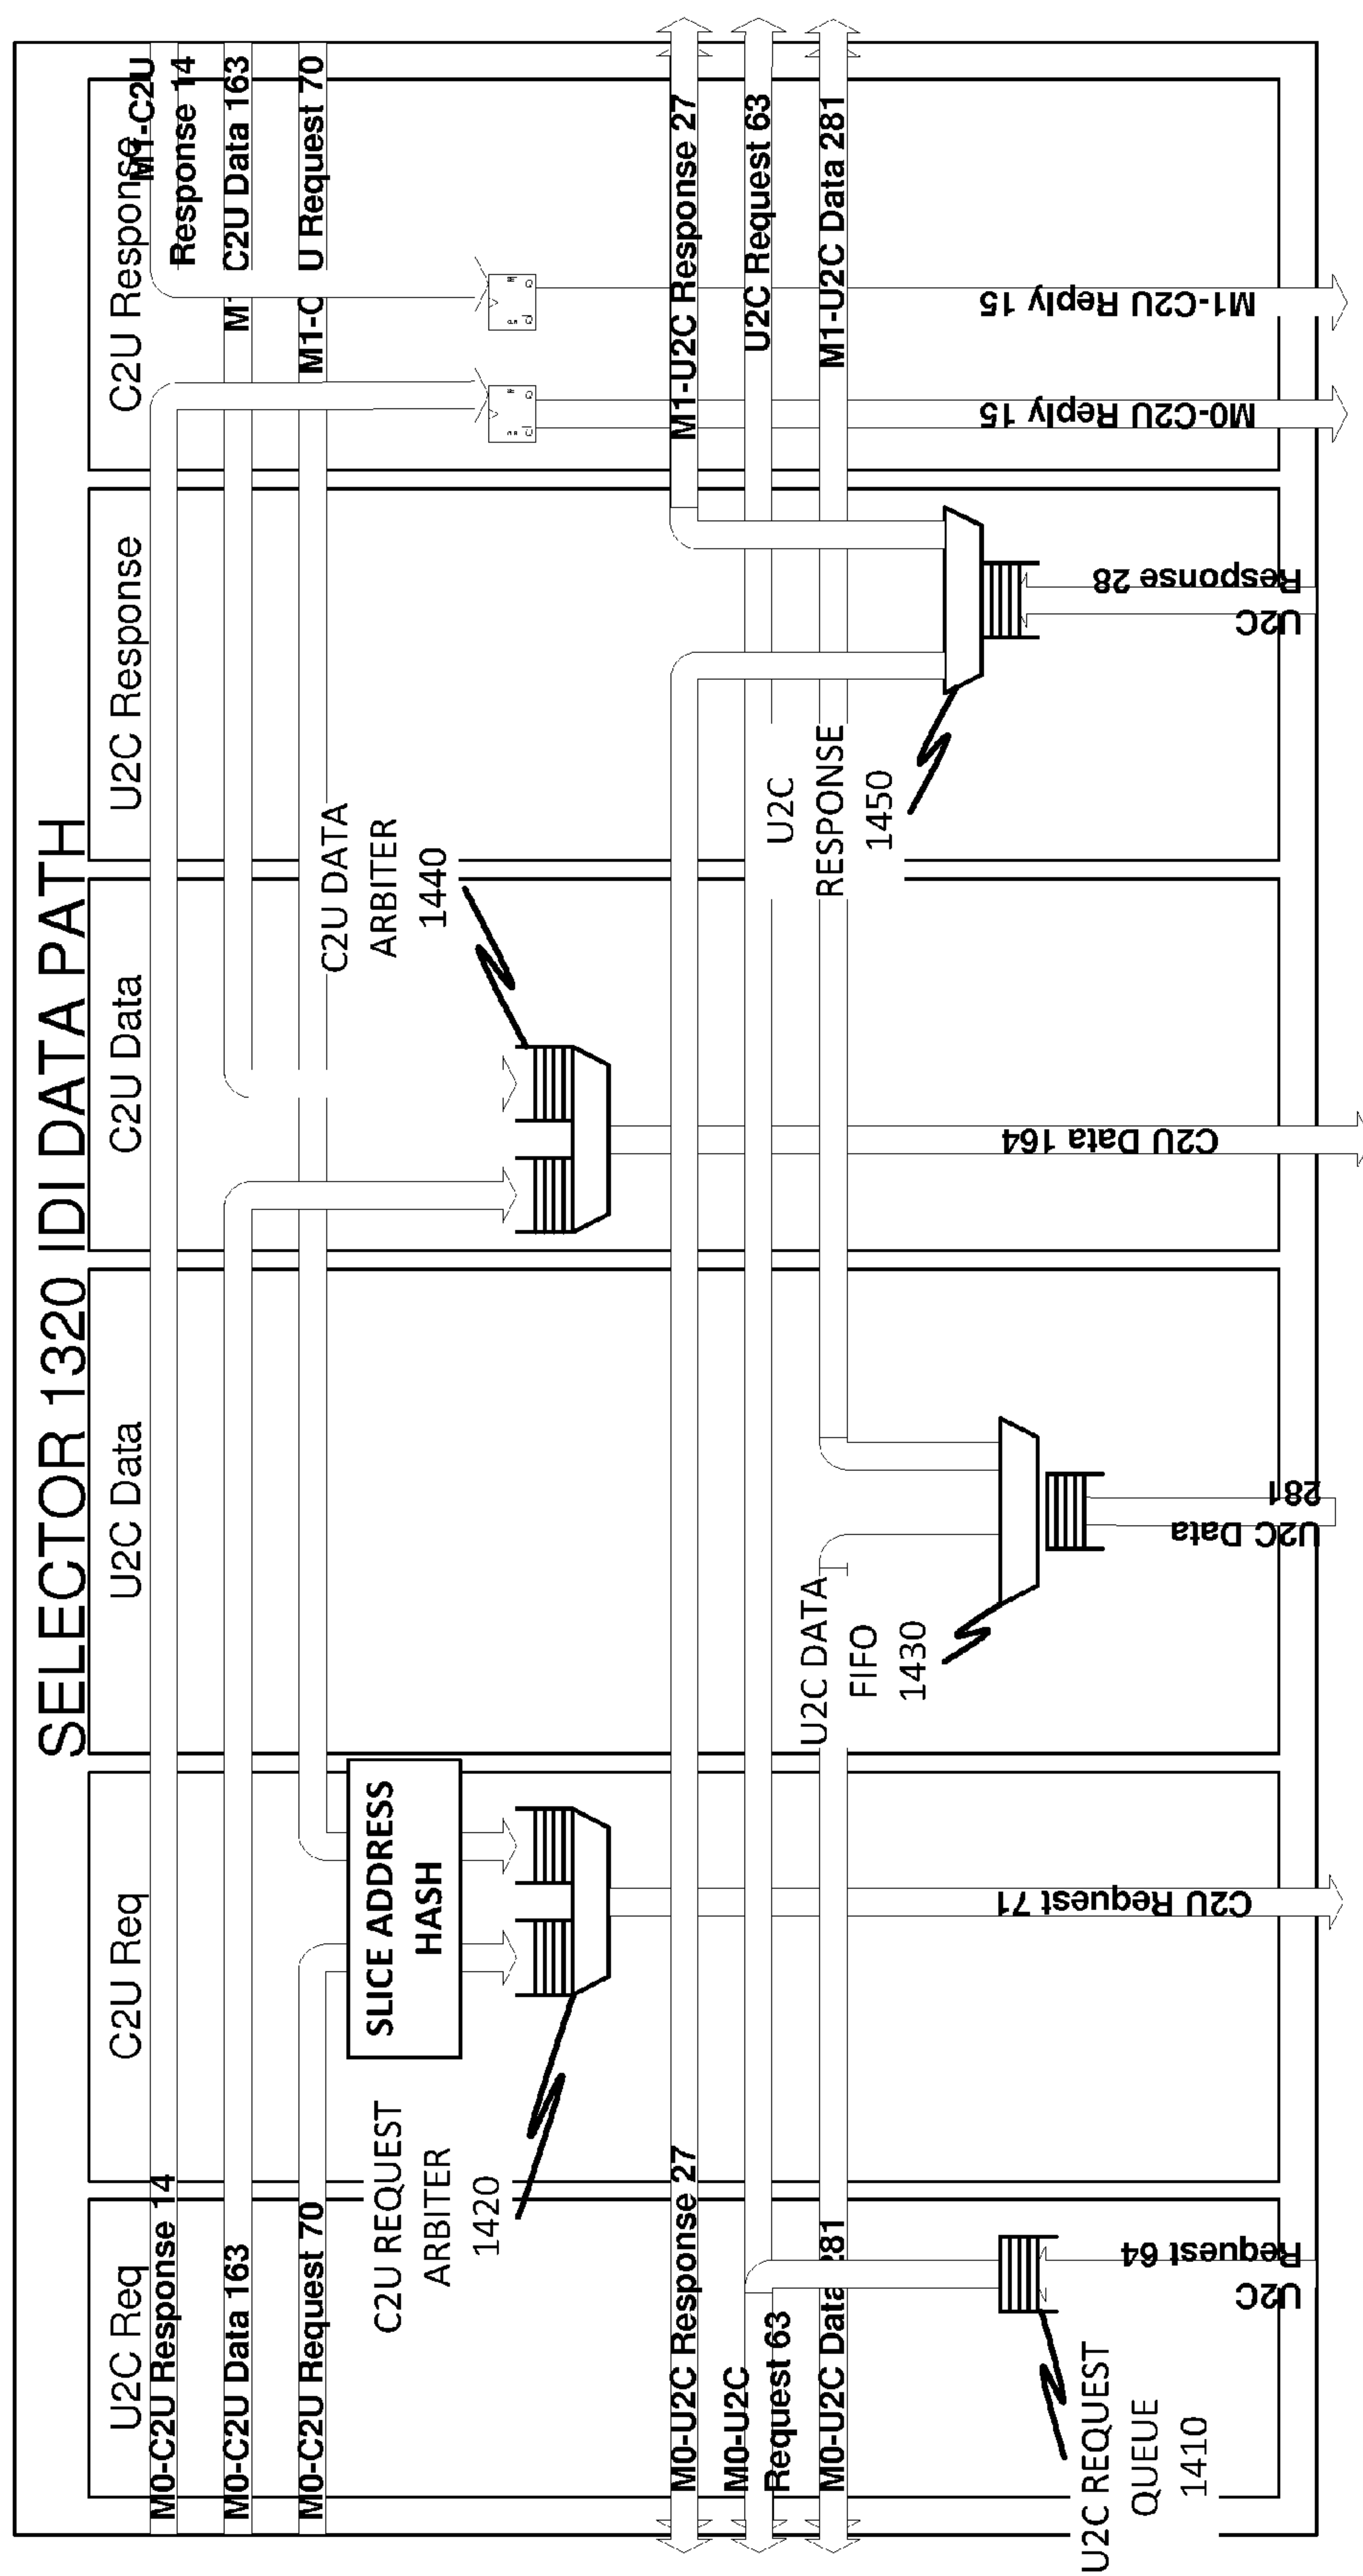 SELECTOR 1320 IDI DATA PATH
U2C Req
C2U Req
U2C Data
C2U Data
U2C Response
C2U Response
M0-C2U Response 14
M0-C2U Data 163
M0-C2U Request 70
M1-C2U
Response 14
M1 C2U Data 163
M1-C U Request 70
SLICE ADDRESS
HASH
C2U REQUEST
ARBITER
1420
C2U DATA
ARBITER
1440
M0-U2C Response 27
M0-U2C
Request 63
M0-U2C Data 281
M1-U2C Response 27
U2C Request 63
M1-U2C Data 281
U2C DATA
FIFO
1430
U2C
RESPONSE
1450
U2C REQUEST
QUEUE
1410
U2C
Request 64
C2U Request 71
U2C Data
281
C2U Data 164
U2C
Response 28
M0-C2U Reply 15
M1-C2U Reply 15